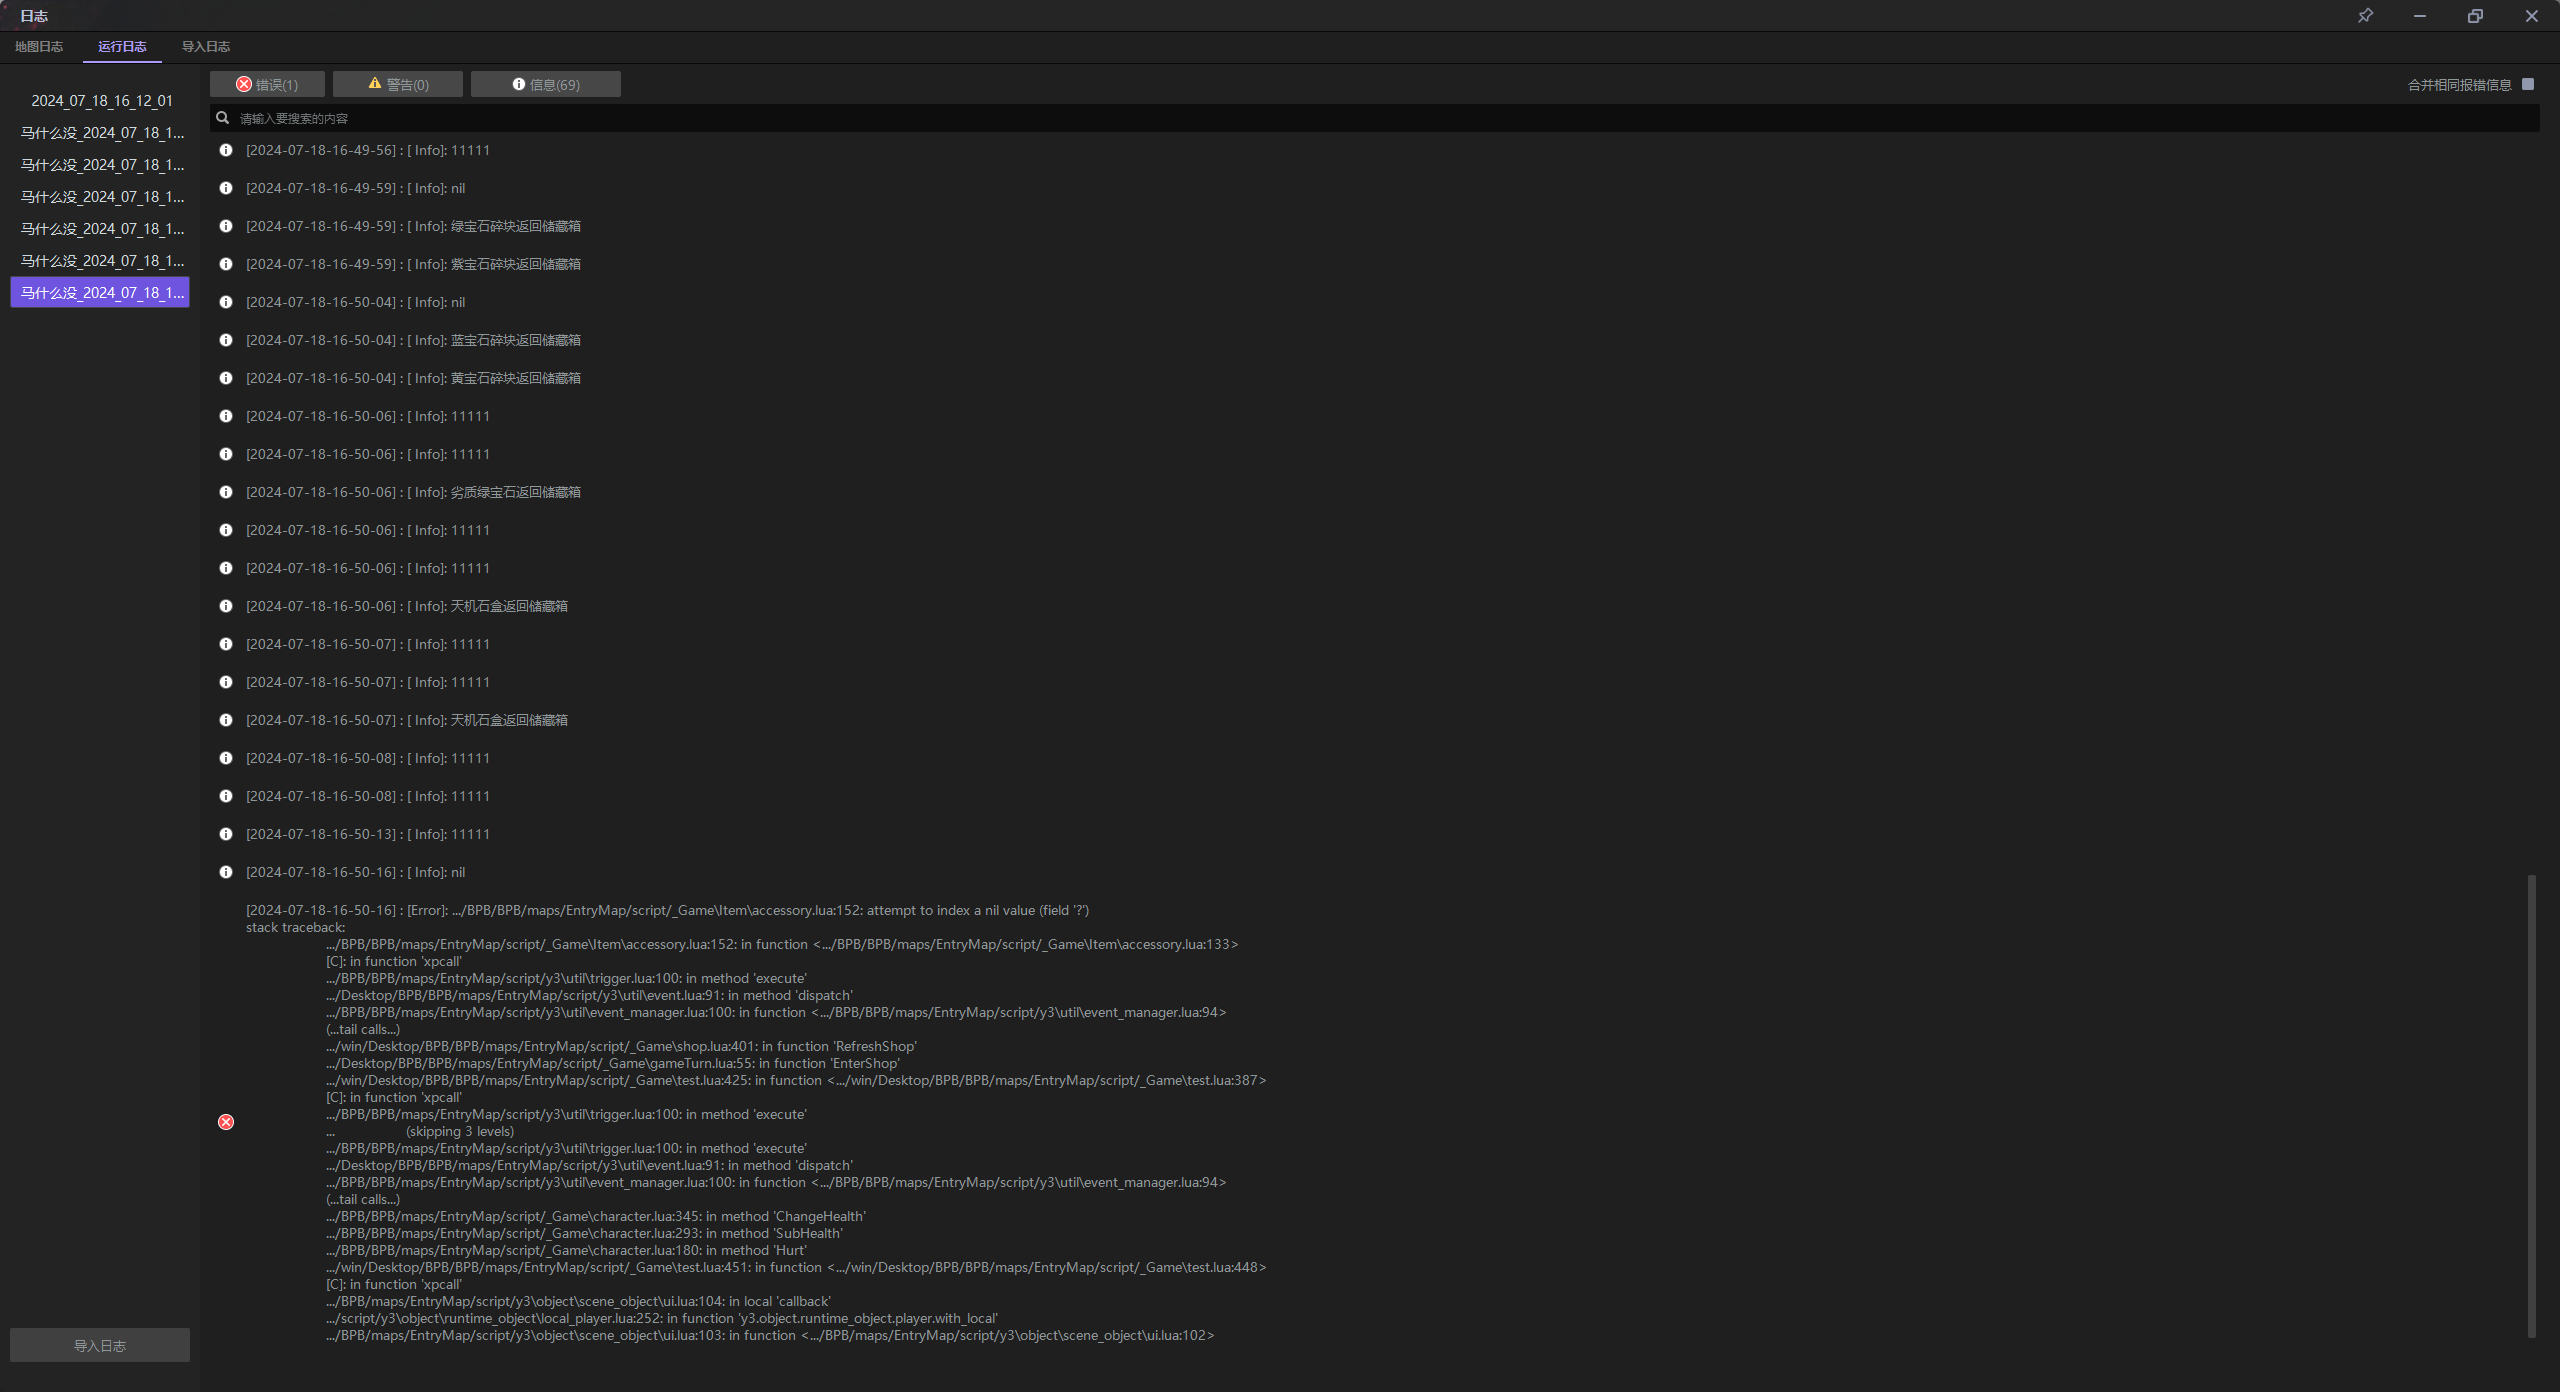 日志
地图日志 运行日志 导入日志
错误(1) 警告(0) 信息(69) 合并相同报错信息
请输入要搜索的内容
2024_07_18_16_12_01
马什么没_2024_07_18_1...
马什么没_2024_07_18_1...
马什么没_2024_07_18_1...
马什么没_2024_07_18_1...
马什么没_2024_07_18_1...
马什么没_2024_07_18_1...
导入日志
[2024-07-18-16-49-56] : [ Info]: 11111
[2024-07-18-16-49-59] : [ Info]: nil
[2024-07-18-16-49-59] : [ Info]: 绿宝石碎块返回储藏箱
[2024-07-18-16-49-59] : [ Info]: 紫宝石碎块返回储藏箱
[2024-07-18-16-50-04] : [ Info]: nil
[2024-07-18-16-50-04] : [ Info]: 蓝宝石碎块返回储藏箱
[2024-07-18-16-50-04] : [ Info]: 黄宝石碎块返回储藏箱
[2024-07-18-16-50-06] : [ Info]: 11111
[2024-07-18-16-50-06] : [ Info]: 11111
[2024-07-18-16-50-06] : [ Info]: 劣质绿宝石返回储藏箱
[2024-07-18-16-50-06] : [ Info]: 11111
[2024-07-18-16-50-06] : [ Info]: 11111
[2024-07-18-16-50-06] : [ Info]: 天机石盒返回储藏箱
[2024-07-18-16-50-07] : [ Info]: 11111
[2024-07-18-16-50-07] : [ Info]: 11111
[2024-07-18-16-50-07] : [ Info]: 天机石盒返回储藏箱
[2024-07-18-16-50-08] : [ Info]: 11111
[2024-07-18-16-50-08] : [ Info]: 11111
[2024-07-18-16-50-13] : [ Info]: 11111
[2024-07-18-16-50-16] : [ Info]: nil
[2024-07-18-16-50-16] : [Error]: .../BPB/BPB/maps/EntryMap/script/_Game\Item\accessory.lua:152: attempt to index a nil value (field '?')
stack traceback:
.../BPB/BPB/maps/EntryMap/script/_Game\Item\accessory.lua:152: in function <.../BPB/BPB/maps/EntryMap/script/_Game\Item\accessory.lua:133>
[C]: in function 'xpcall'
.../BPB/BPB/maps/EntryMap/script/y3\util\trigger.lua:100: in method 'execute'
.../Desktop/BPB/BPB/maps/EntryMap/script/y3\util\event.lua:91: in method 'dispatch'
.../BPB/BPB/maps/EntryMap/script/y3\util\event_manager.lua:100: in function <.../BPB/BPB/maps/EntryMap/script/y3\util\event_manager.lua:94>
(...tail calls...)
.../win/Desktop/BPB/BPB/maps/EntryMap/script/_Game\shop.lua:401: in function 'RefreshShop'
.../Desktop/BPB/BPB/maps/EntryMap/script/_Game\gameTurn.lua:55: in function 'EnterShop'
.../win/Desktop/BPB/BPB/maps/EntryMap/script/_Game\test.lua:425: in function <.../win/Desktop/BPB/BPB/maps/EntryMap/script/_Game\test.lua:387>
[C]: in function 'xpcall'
.../BPB/BPB/maps/EntryMap/script/y3\util\trigger.lua:100: in method 'execute'
... (skipping 3 levels)
.../BPB/BPB/maps/EntryMap/script/y3\util\trigger.lua:100: in method 'execute'
.../Desktop/BPB/BPB/maps/EntryMap/script/y3\util\event.lua:91: in method 'dispatch'
.../BPB/BPB/maps/EntryMap/script/y3\util\event_manager.lua:100: in function <.../BPB/BPB/maps/EntryMap/script/y3\util\event_manager.lua:94>
(...tail calls...)
.../BPB/BPB/maps/EntryMap/script/_Game\character.lua:345: in method 'ChangeHealth'
.../BPB/BPB/maps/EntryMap/script/_Game\character.lua:293: in method 'SubHealth'
.../BPB/BPB/maps/EntryMap/script/_Game\character.lua:180: in method 'Hurt'
.../win/Desktop/BPB/BPB/maps/EntryMap/script/_Game\test.lua:451: in function <.../win/Desktop/BPB/BPB/maps/EntryMap/script/_Game\test.lua:448>
[C]: in function 'xpcall'
.../BPB/maps/EntryMap/script/y3\object\scene_object\ui.lua:104: in local 'callback'
.../script/y3\object\runtime_object\local_player.lua:252: in function 'y3.object.runtime_object.player.with_local'
.../BPB/maps/EntryMap/script/y3\object\scene_object\ui.lua:103: in function <.../BPB/maps/EntryMap/script/y3\object\scene_object\ui.lua:102>